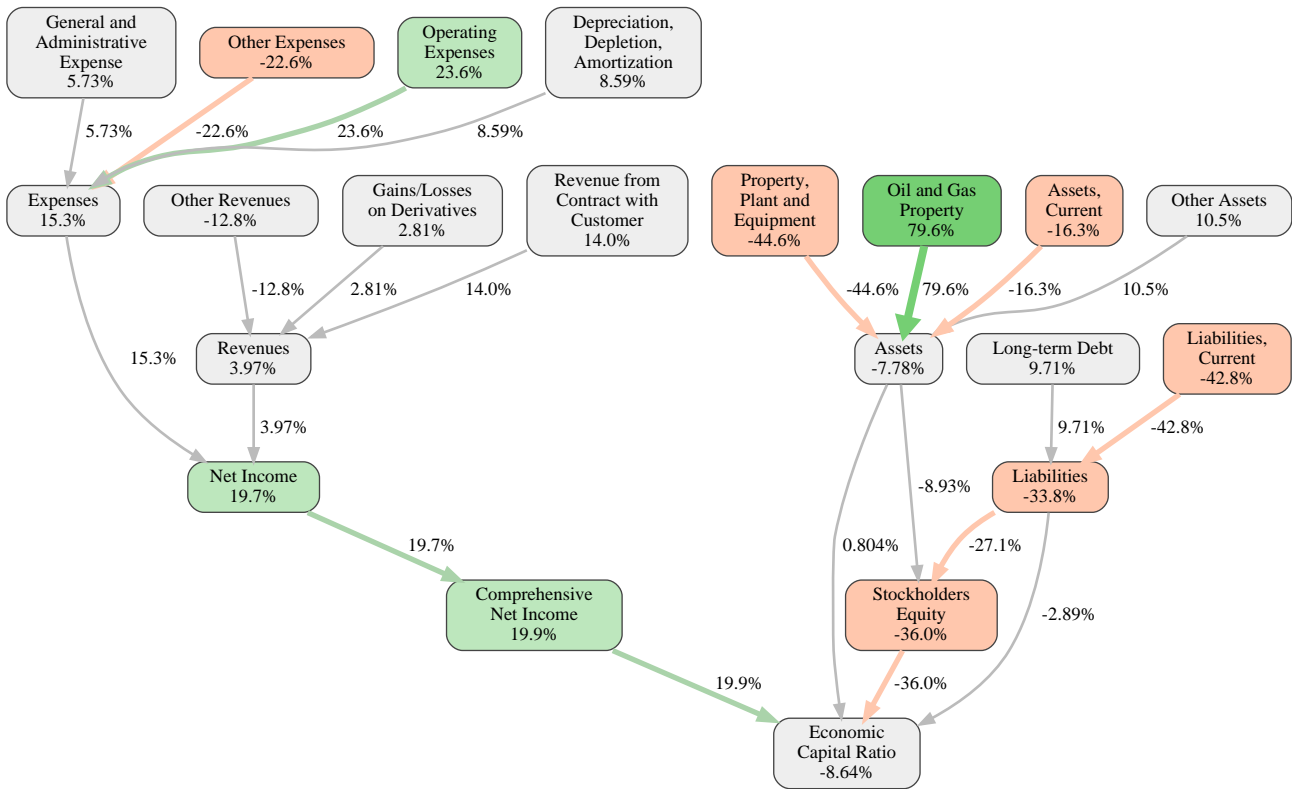 General and
Administrative
Expense
5.73%
Other Expenses
-22.6%
Operating
Expenses
23.6%
Depreciation,
Depletion,
Amortization
8.59%
5.73%
-22.6%
23.6%
8.59%
Expenses
15.3%
Other Revenues
-12.8%
Gains/Losses
on Derivatives
2.81%
Revenue from
Contract with
Customer
14.0%
Property,
Plant and
Equipment
-44.6%
Oil and Gas
Property
79.6%
Assets,
Current
-16.3%
Other Assets
10.5%
-12.8%
2.81%
14.0%
-44.6%
79.6%
-16.3%
10.5%
15.3%
Revenues
3.97%
Assets
-7.78%
Long-term Debt
9.71%
Liabilities,
Current
-42.8%
3.97%
9.71%
-42.8%
Net Income
19.7%
-8.93%
Liabilities
-33.8%
19.7%
0.804%
-27.1%
Comprehensive
Net Income
19.9%
Stockholders
Equity
-36.0%
-2.89%
19.9%
-36.0%
Economic
Capital Ratio
-8.64%